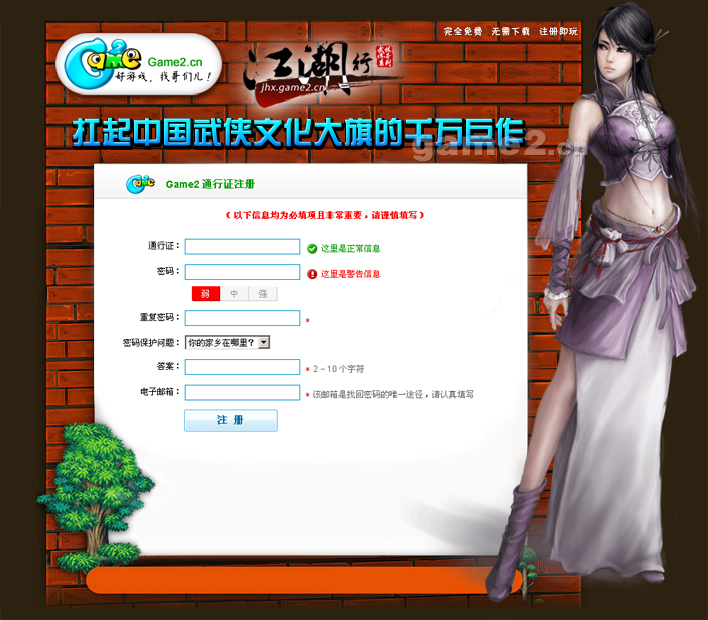 完全免费 无需下载 注册即玩
Game2 Game2.cn
好游戏，找哥们儿！
江湖行
jhx.game2.cn
扛起中国武侠文化大旗的千万巨作
game2.cn
Game2 Game2 通行证注册
（以下信息均为必填项且非常重要，请谨慎填写）
通行证： 这里是正常信息
密码： 这里是警告信息
弱 中 强
重复密码： *
密码保护问题： 你的家乡在哪里？
答案： * 2 ~ 10 个字符
电子邮箱： * 该邮箱是找回密码的唯一途径，请认真填写
注 册